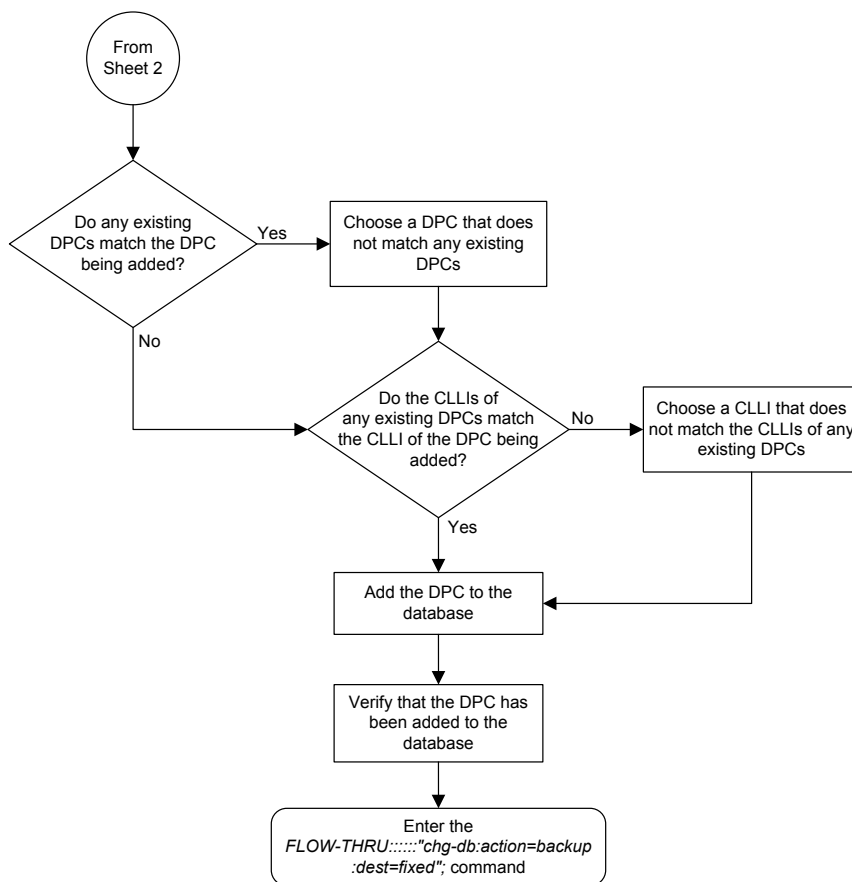 From
Sheet 2
Do any existing
DPCs match the DPC
being added?
Yes
Choose a DPC that does
not match any existing
DPCs
No
Do the CLLIs of
any existing DPCs match
the CLLI of the DPC being
added?
No
Choose a CLLI that does
not match the CLLIs of any
existing DPCs
Yes
Add the DPC to the
database
Verify that the DPC has
been added to the
database
Enter the
FLOW-THRU::::::"chg-db:action=backup
:dest=fixed"; command